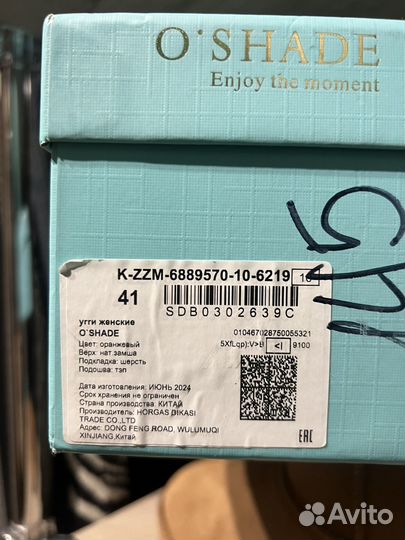 O'SHADE
Enjoy the moment
K-ZZM-6889570-10-6219
41
SDB0302639C
угги женские
O`SHADE
Цвет: оранжевый
Верх: нат.замша
Подкладка: шерсть
Подошва: тэп
010467028750055321
<| 9100
Дата изготовления: ИЮНЬ 2024
Срок хранения не ограничен
Страна производства: КИТАЙ
Производитель: HORGAS DIKASI
TRADE CO.,LTD
Адрес: DONG FENG ROAD, WULUMUQI
XINJIANG,Китай
EAC
Avito